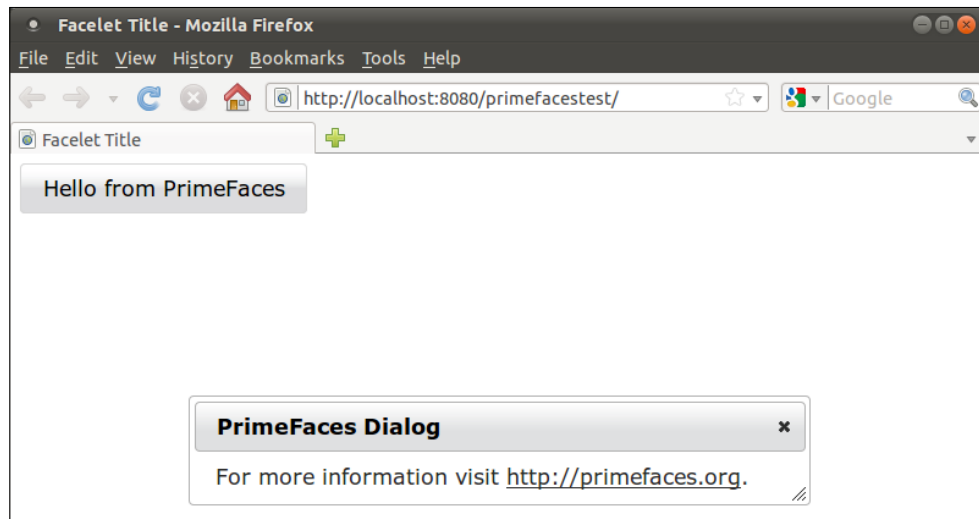 Facelet Title - Mozilla Firefox
File Edit View History Bookmarks Tools Help
http://localhost:8080/primefacestest/ Google
Facelet Title
Hello from PrimeFaces
PrimeFaces Dialog
For more information visit http://primefaces.org.